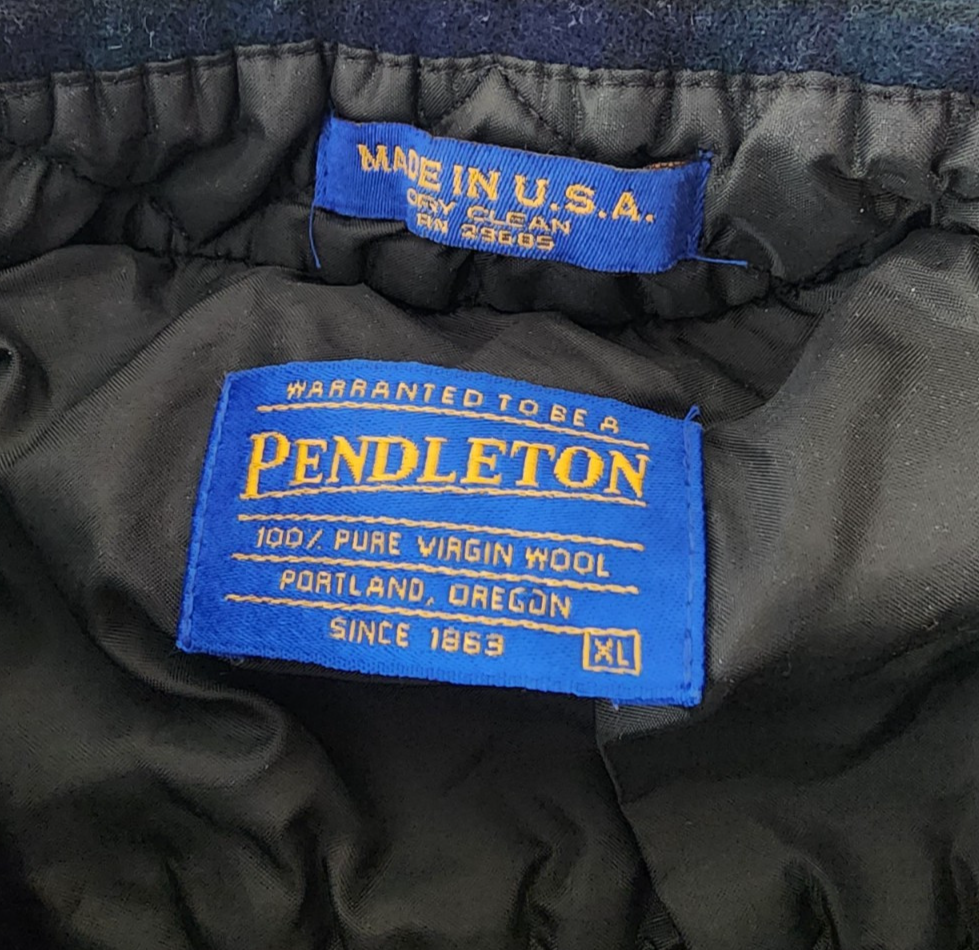 MADE IN U.S.A.
DRY CLEAN
RN 29685
WARRANTED TO BE A
PENDLETON
100% PURE VIRGIN WOOL
PORTLAND, OREGON
SINCE 1863
XL